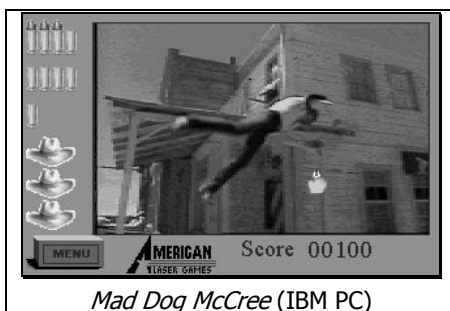 MENU
AMERICAN
LASER GAMES
Score 00100
Mad Dog McCree (IBM PC)